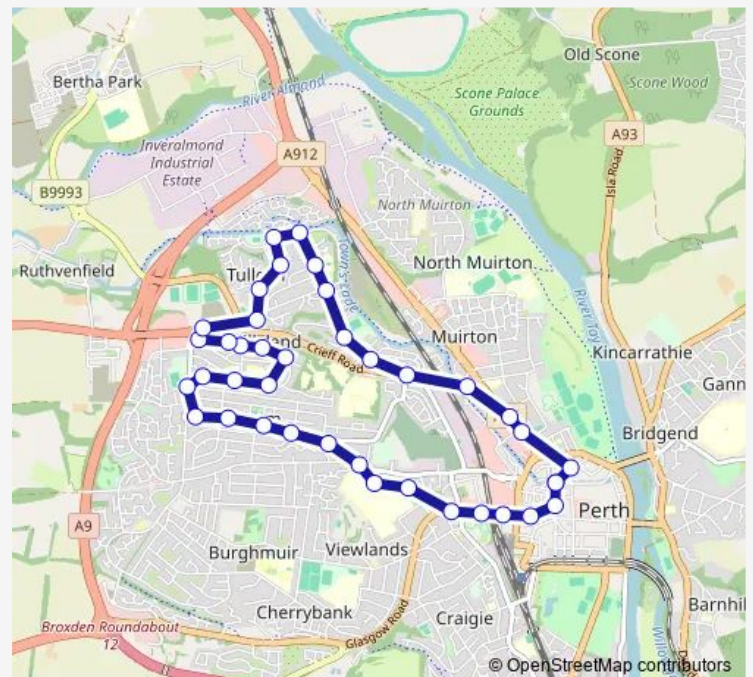 Old Scone
Bertha Park
Scone Wood
River Almond
Scone Palace
Grounds
A93
Inveralmond
Industrial
Estate
A912
Isla Road
B9993
North Muirton
Ruthvenfield
Town's Lade
North Muirton
River Tay
Muirton
Crieff Road
Kincarrathie
Gann
Bridgend
Perth
A9
Burghmuir
Viewlands
Cherrybank
Craigie
Barnhil
Broxden Roundabout
12
Glasgow Road
© OpenStreetMap contributors